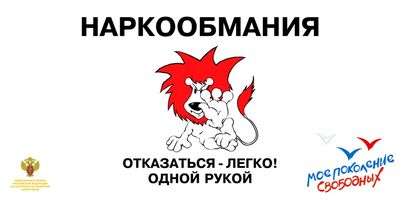 НАРКООБМАНИЯ
ОТКАЗАТЬСЯ - ЛЕГКО!
ОДНОЙ РУКОЙ
мое поколение
свободных